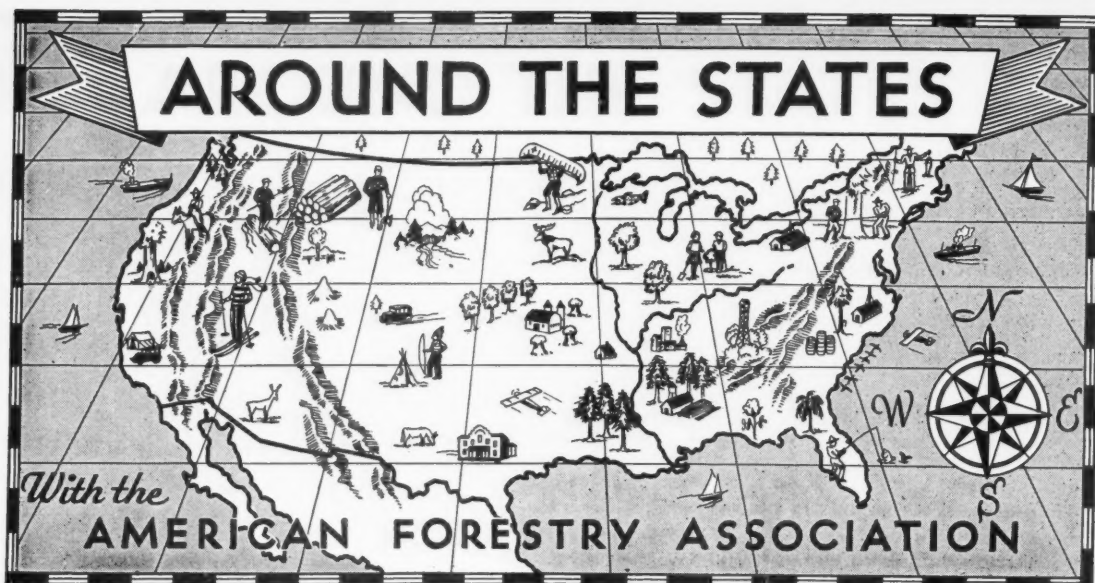 AROUND THE STATES
N
W
E
S
With the
AMERICAN FORESTRY ASSOCIATION